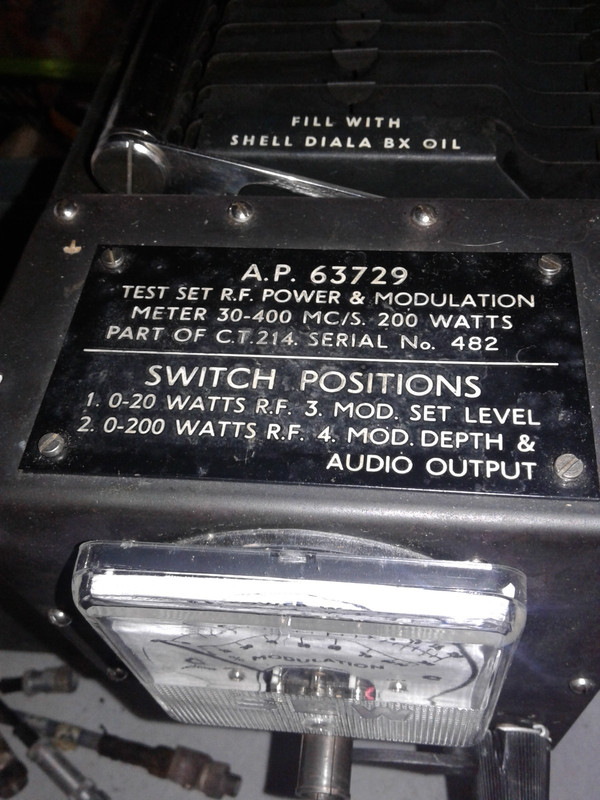 FILL WITH
SHELL DIALA BX OIL
A.P. 63729
TEST SET R.F. POWER & MODULATION
METER 30-400 MC/S. 200 WATTS
PART OF C.T.214. SERIAL No. 482
SWITCH POSITIONS
1. 0-20 WATTS R.F. 3. MOD. SET LEVEL
2. 0-200 WATTS R.F. 4. MOD. DEPTH &
AUDIO OUTPUT
MODULATION